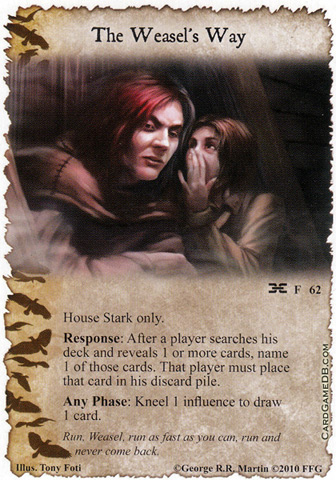 The Weasel's Way
F 62
House Stark only.
Response: After a player searches his
deck and reveals 1 or more cards, name
1 of those cards. That player must place
that card in his discard pile.
Any Phase: Kneel 1 influence to draw
1 card.
Run, Weasel, run as fast as you can, run and
never come back.
Illus. Tony Foti
©George R.R. Martin ©2010 FFG
CARDGAMEDB.COM